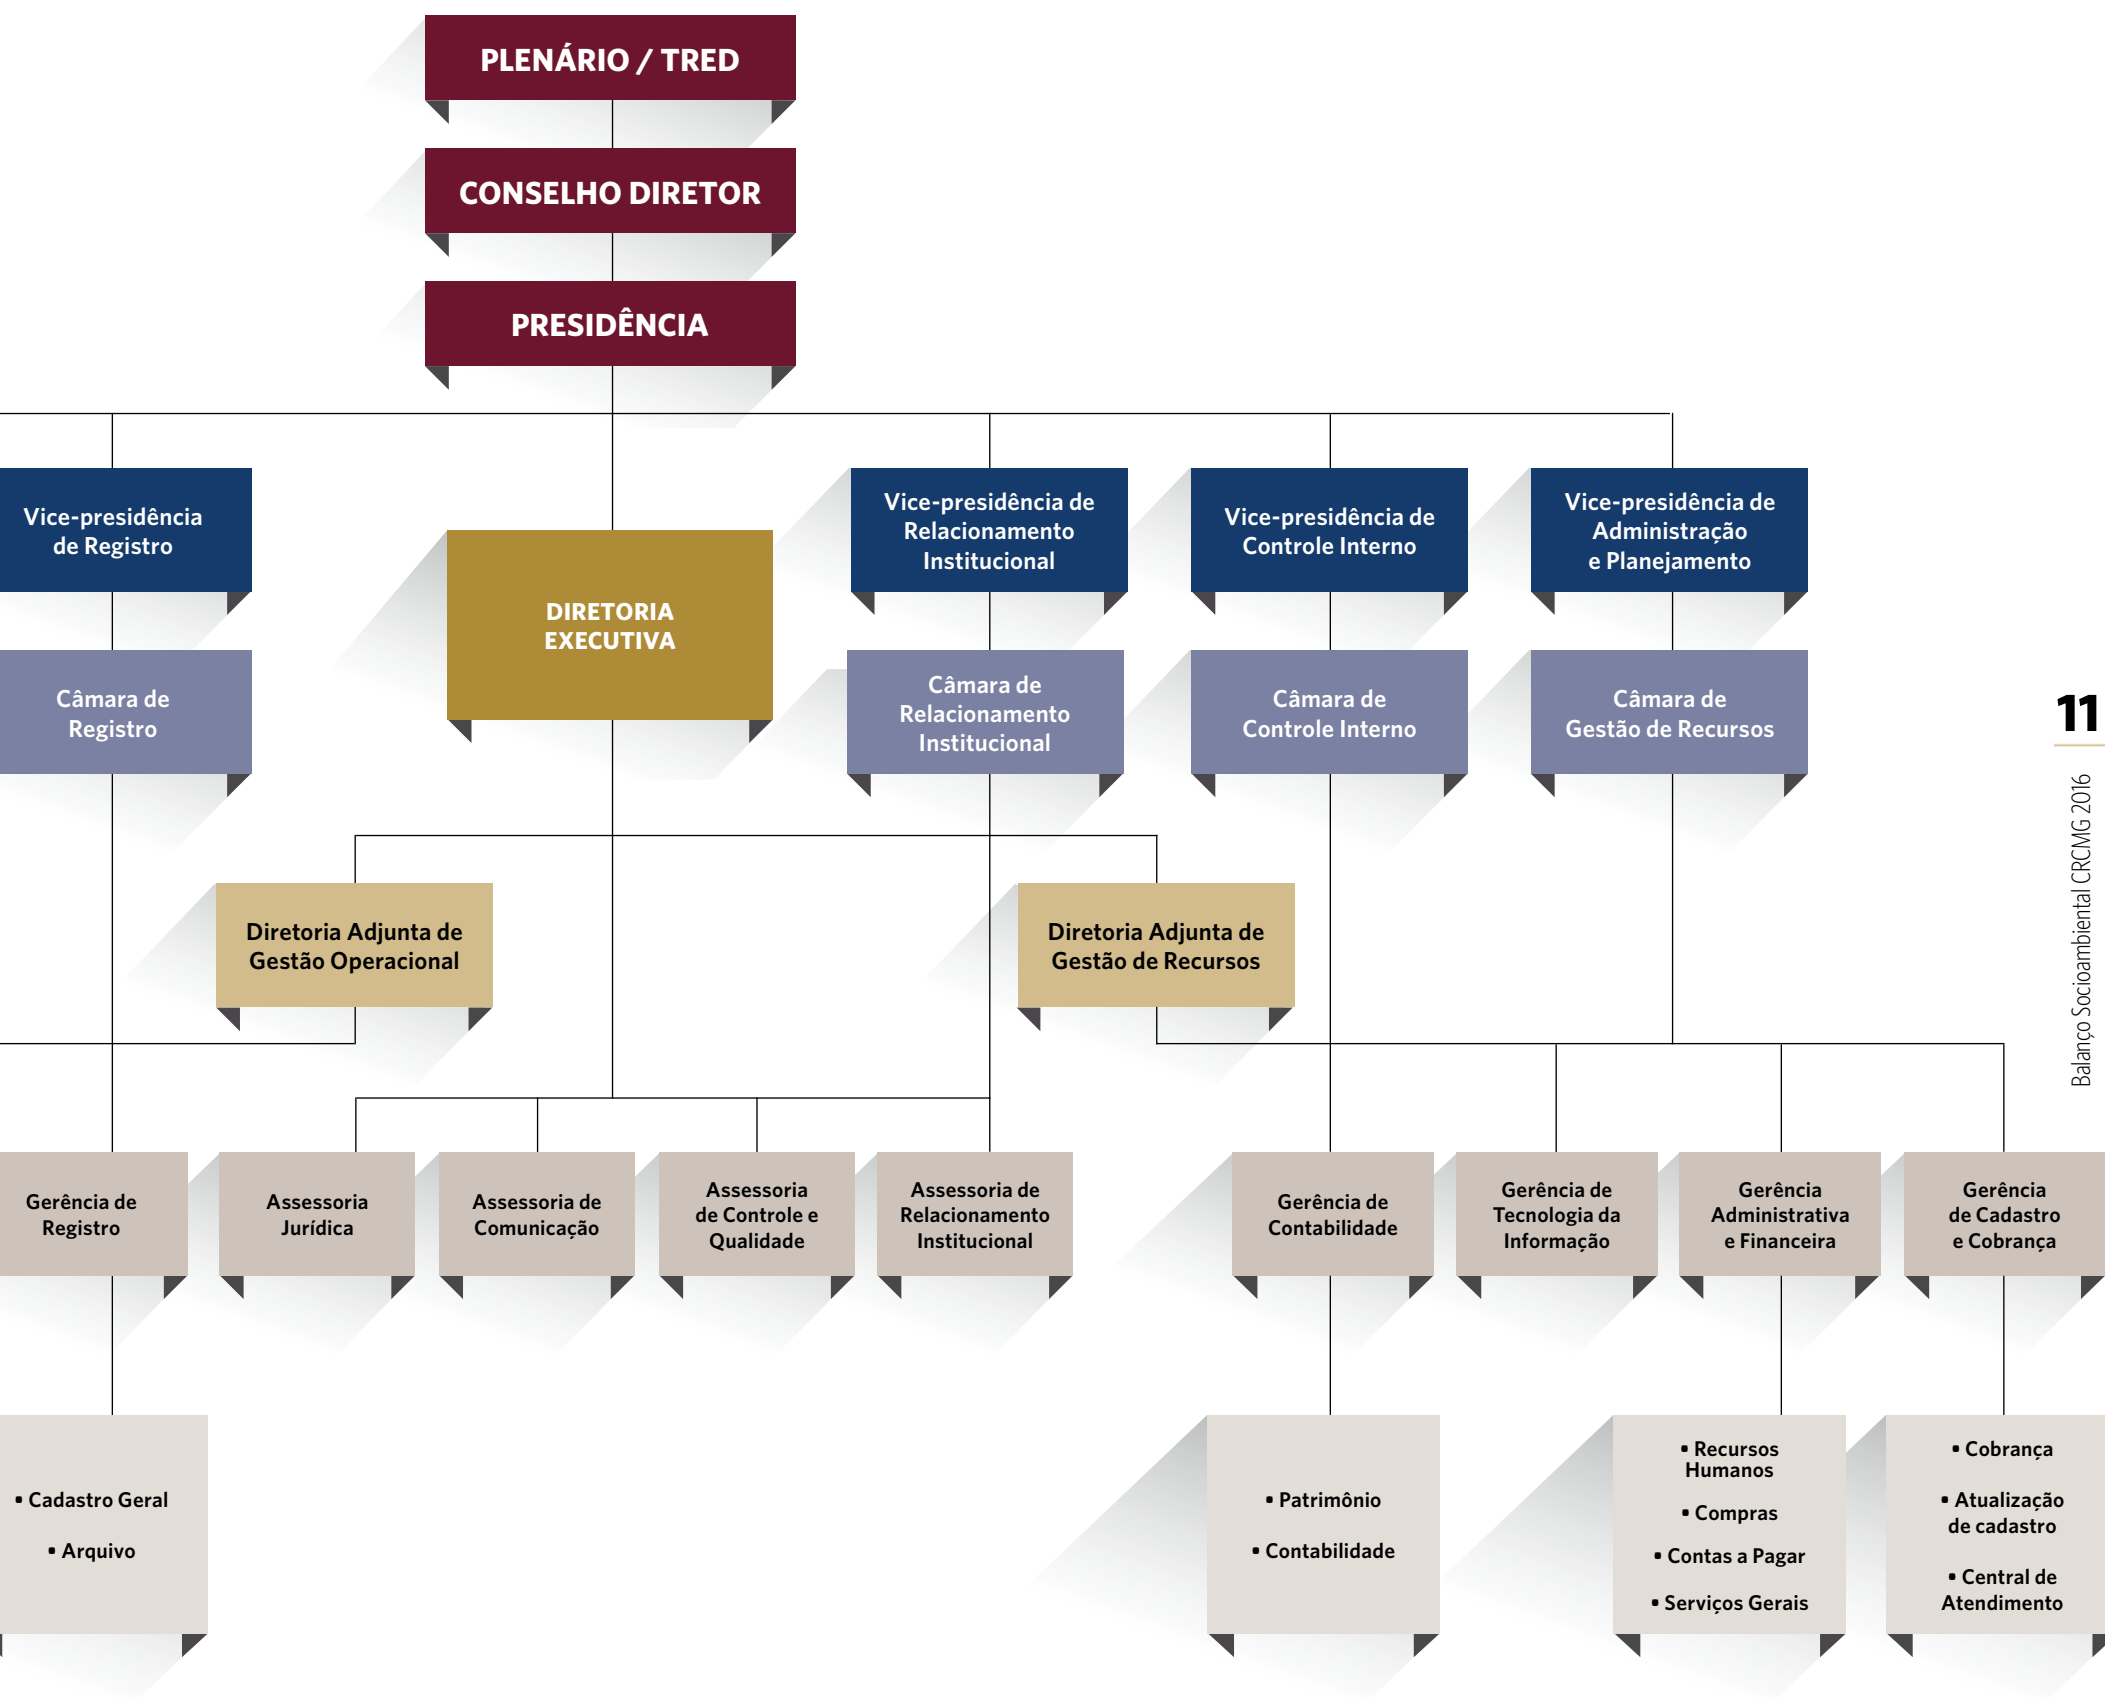 PLENÁRIO / TRED
CONSELHO DIRETOR
PRESIDÊNCIA
Vice-presidência
de Registro
DIRETORIA
EXECUTIVA
Vice-presidência de
Relacionamento
Institucional
Vice-presidência de
Controle Interno
Vice-presidência de
Administração
e Planejamento
Câmara de
Registro
Câmara de
Relacionamento
Institucional
Câmara de
Controle Interno
Câmara de
Gestão de Recursos
Diretoria Adjunta de
Gestão Operacional
Diretoria Adjunta de
Gestão de Recursos
Gerência de
Registro
Assessoria
Jurídica
Assessoria de
Comunicação
Assessoria
de Controle e
Qualidade
Assessoria de
Relacionamento
Institucional
Gerência de
Contabilidade
Gerência de
Tecnologia da
Informação
Gerência
Administrativa
e Financeira
Gerência
de Cadastro
e Cobrança
▪ Cadastro Geral
▪ Arquivo
▪ Patrimônio
▪ Contabilidade
▪ Recursos
Humanos
▪ Compras
▪ Contas a Pagar
▪ Serviços Gerais
▪ Cobrança
▪ Atualização
de cadastro
▪ Central de
Atendimento
11
Balanço Socioambiental CRCMG 2016